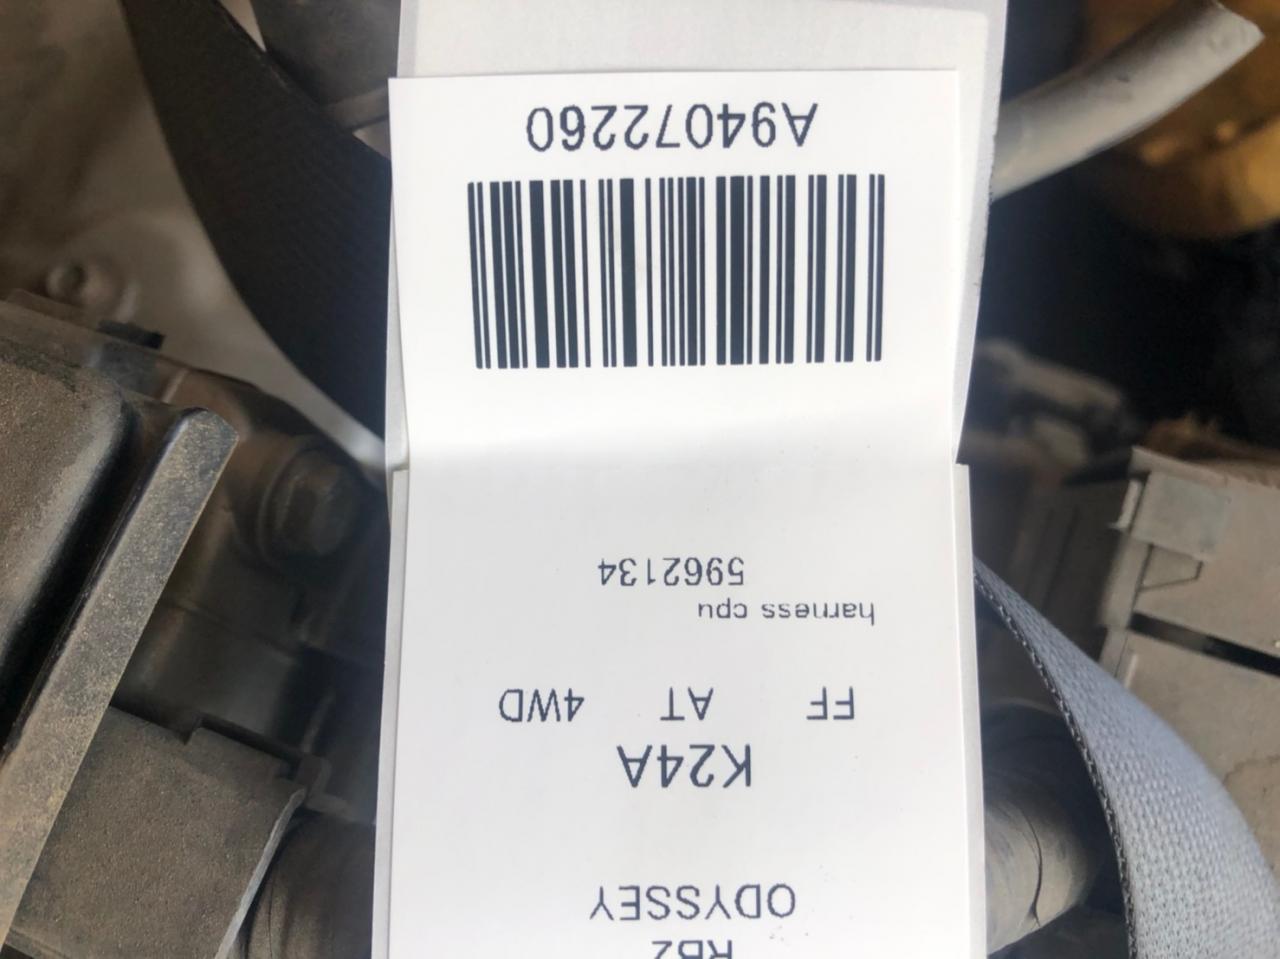 RB2
ODYSSEY
K24A
FF AT 4WD
harness cpu
5962134
A94072260